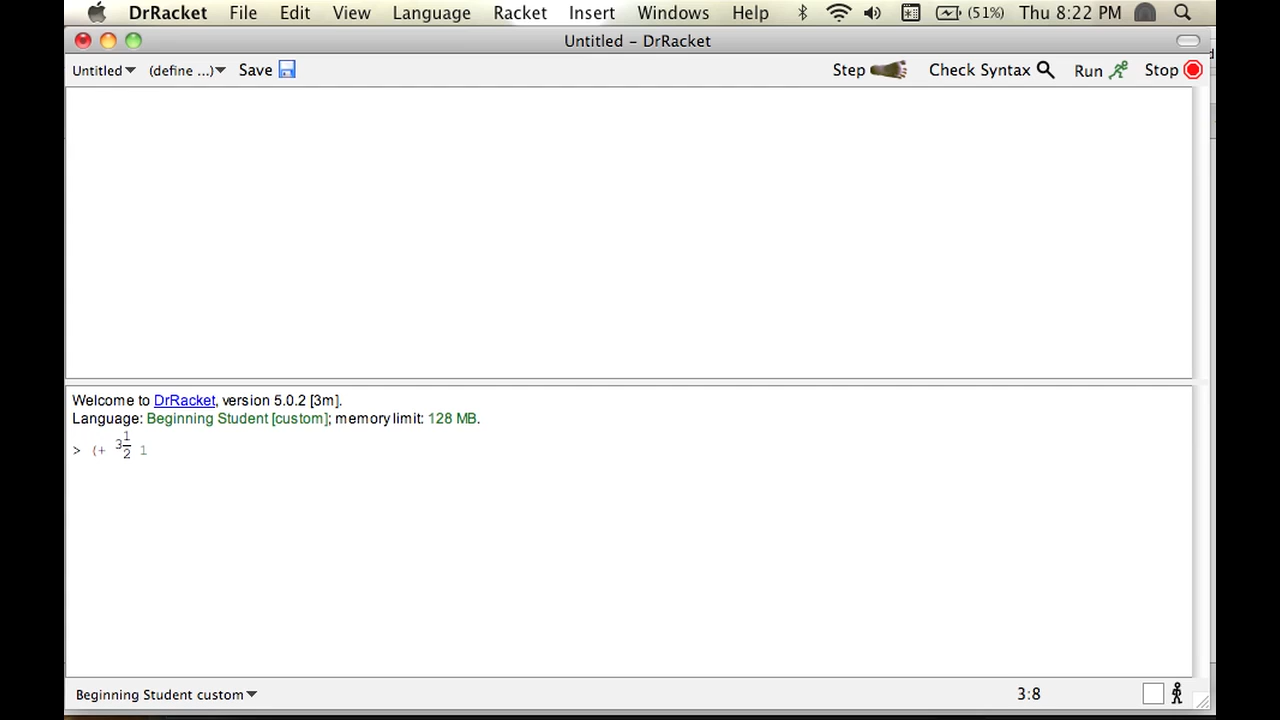 DrRacket File Edit View Language Racket Insert Windows Help (51%) Thu 8:22 PM
Untitled - DrRacket
Untitled (define ...) Save Step Check Syntax Run Stop
Welcome to DrRacket, version 5.0.2 [3m].
Language: Beginning Student [custom]; memory limit: 128 MB.
> (+ 3 1/2 1
Beginning Student custom 3:8